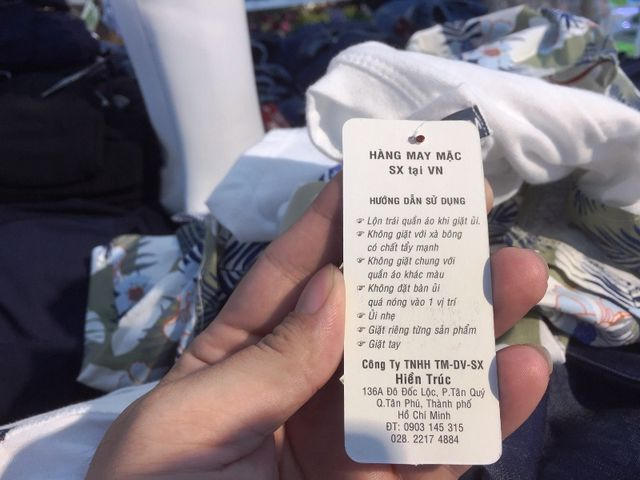 HÀNG MAY MẶC
SX tại VN
HƯỚNG DẪN SỬ DỤNG
☞ Lộn trái quần áo khi giặt ủi.
☞ Không giặt với xà bông
có chất tẩy mạnh
☞ Không giặt chung với
quần áo khác màu
☞ Không đặt bàn ủi
quá nóng vào 1 vị trí
☞ Ủi nhẹ
☞ Giặt riêng từng sản phẩm
☞ Giặt tay
Công Ty TNHH TM-DV-SX
Hiền Trúc
136A Đô Đốc Lộc, P.Tân Quý
Q.Tân Phú, Thành phố
Hồ Chí Minh
ĐT: 0903 145 315
028. 2217 4884